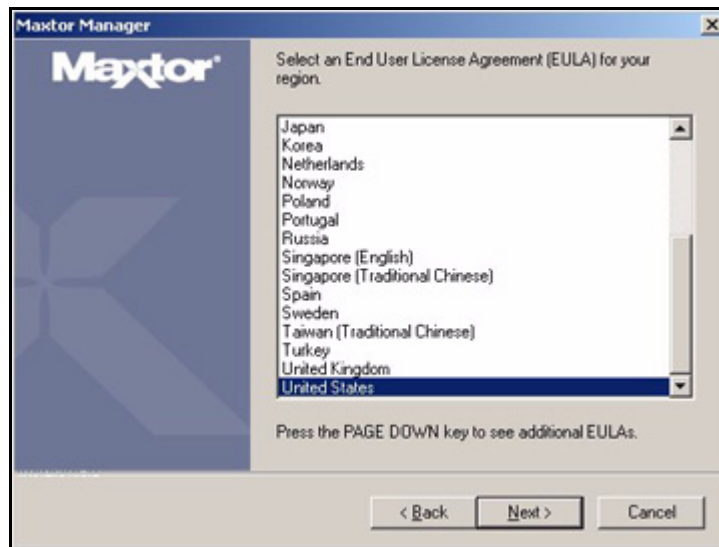 Maxtor Manager
Maxtor
Select an End User License Agreement (EULA) for your
region.
Japan
Korea
Netherlands
Norway
Poland
Portugal
Russia
Singapore (English)
Singapore (Traditional Chinese)
Spain
Sweden
Taiwan (Traditional Chinese)
Turkey
United Kingdom
United States
Press the PAGE DOWN key to see additional EULAs.
< Back
Next >
Cancel